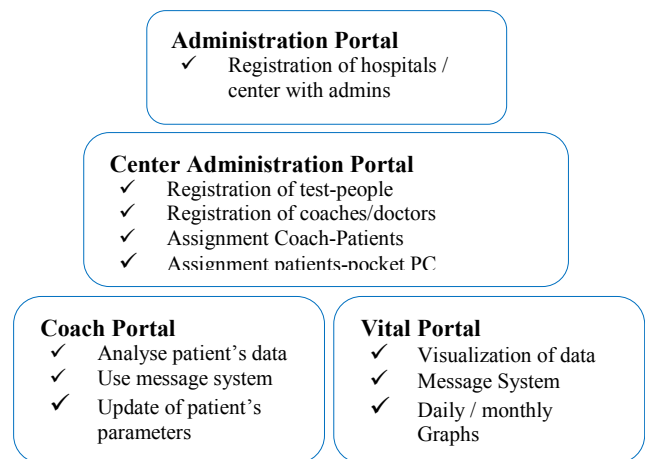 Administration Portal
✓ Registration of hospitals /
center with admins
Center Administration Portal
✓ Registration of test-people
✓ Registration of coaches/doctors
✓ Assignment Coach-Patients
✓ Assignment patients-pocket PC
Coach Portal
✓ Analyse patient's data
✓ Use message system
✓ Update of patient's
parameters
Vital Portal
✓ Visualization of data
✓ Message System
✓ Daily / monthly
Graphs